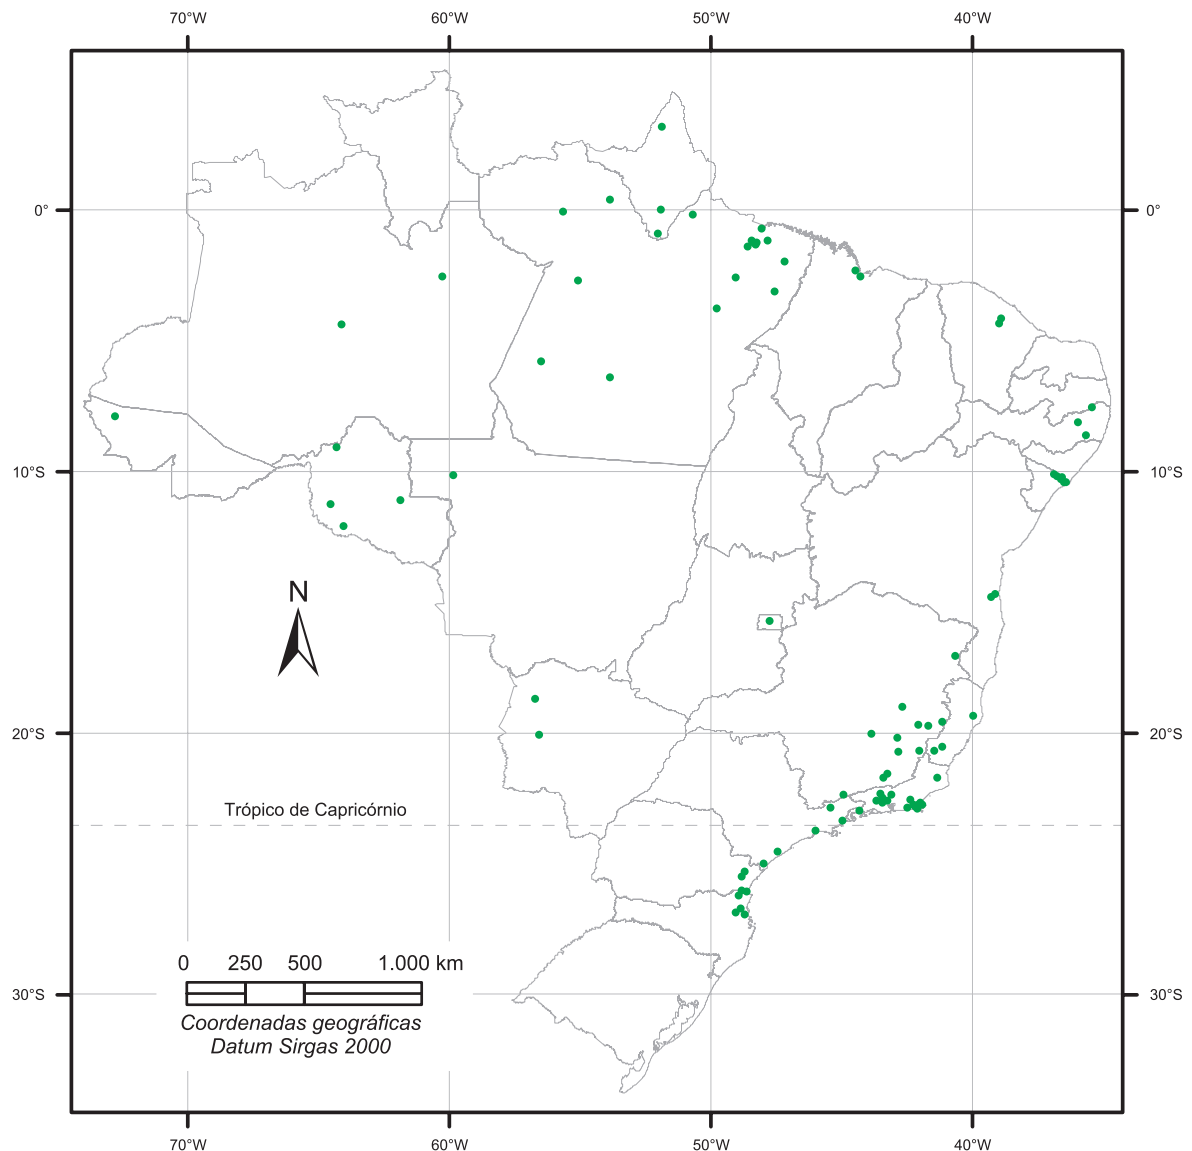 70°W 60°W 50°W 40°W
0° 0°
10°S 10°S
N
20°S 20°S
Trópico de Capricórnio
0 250 500 1.000 km
30°S 30°S
Coordenadas geográficas
Datum Sirgas 2000
70°W 60°W 50°W 40°W